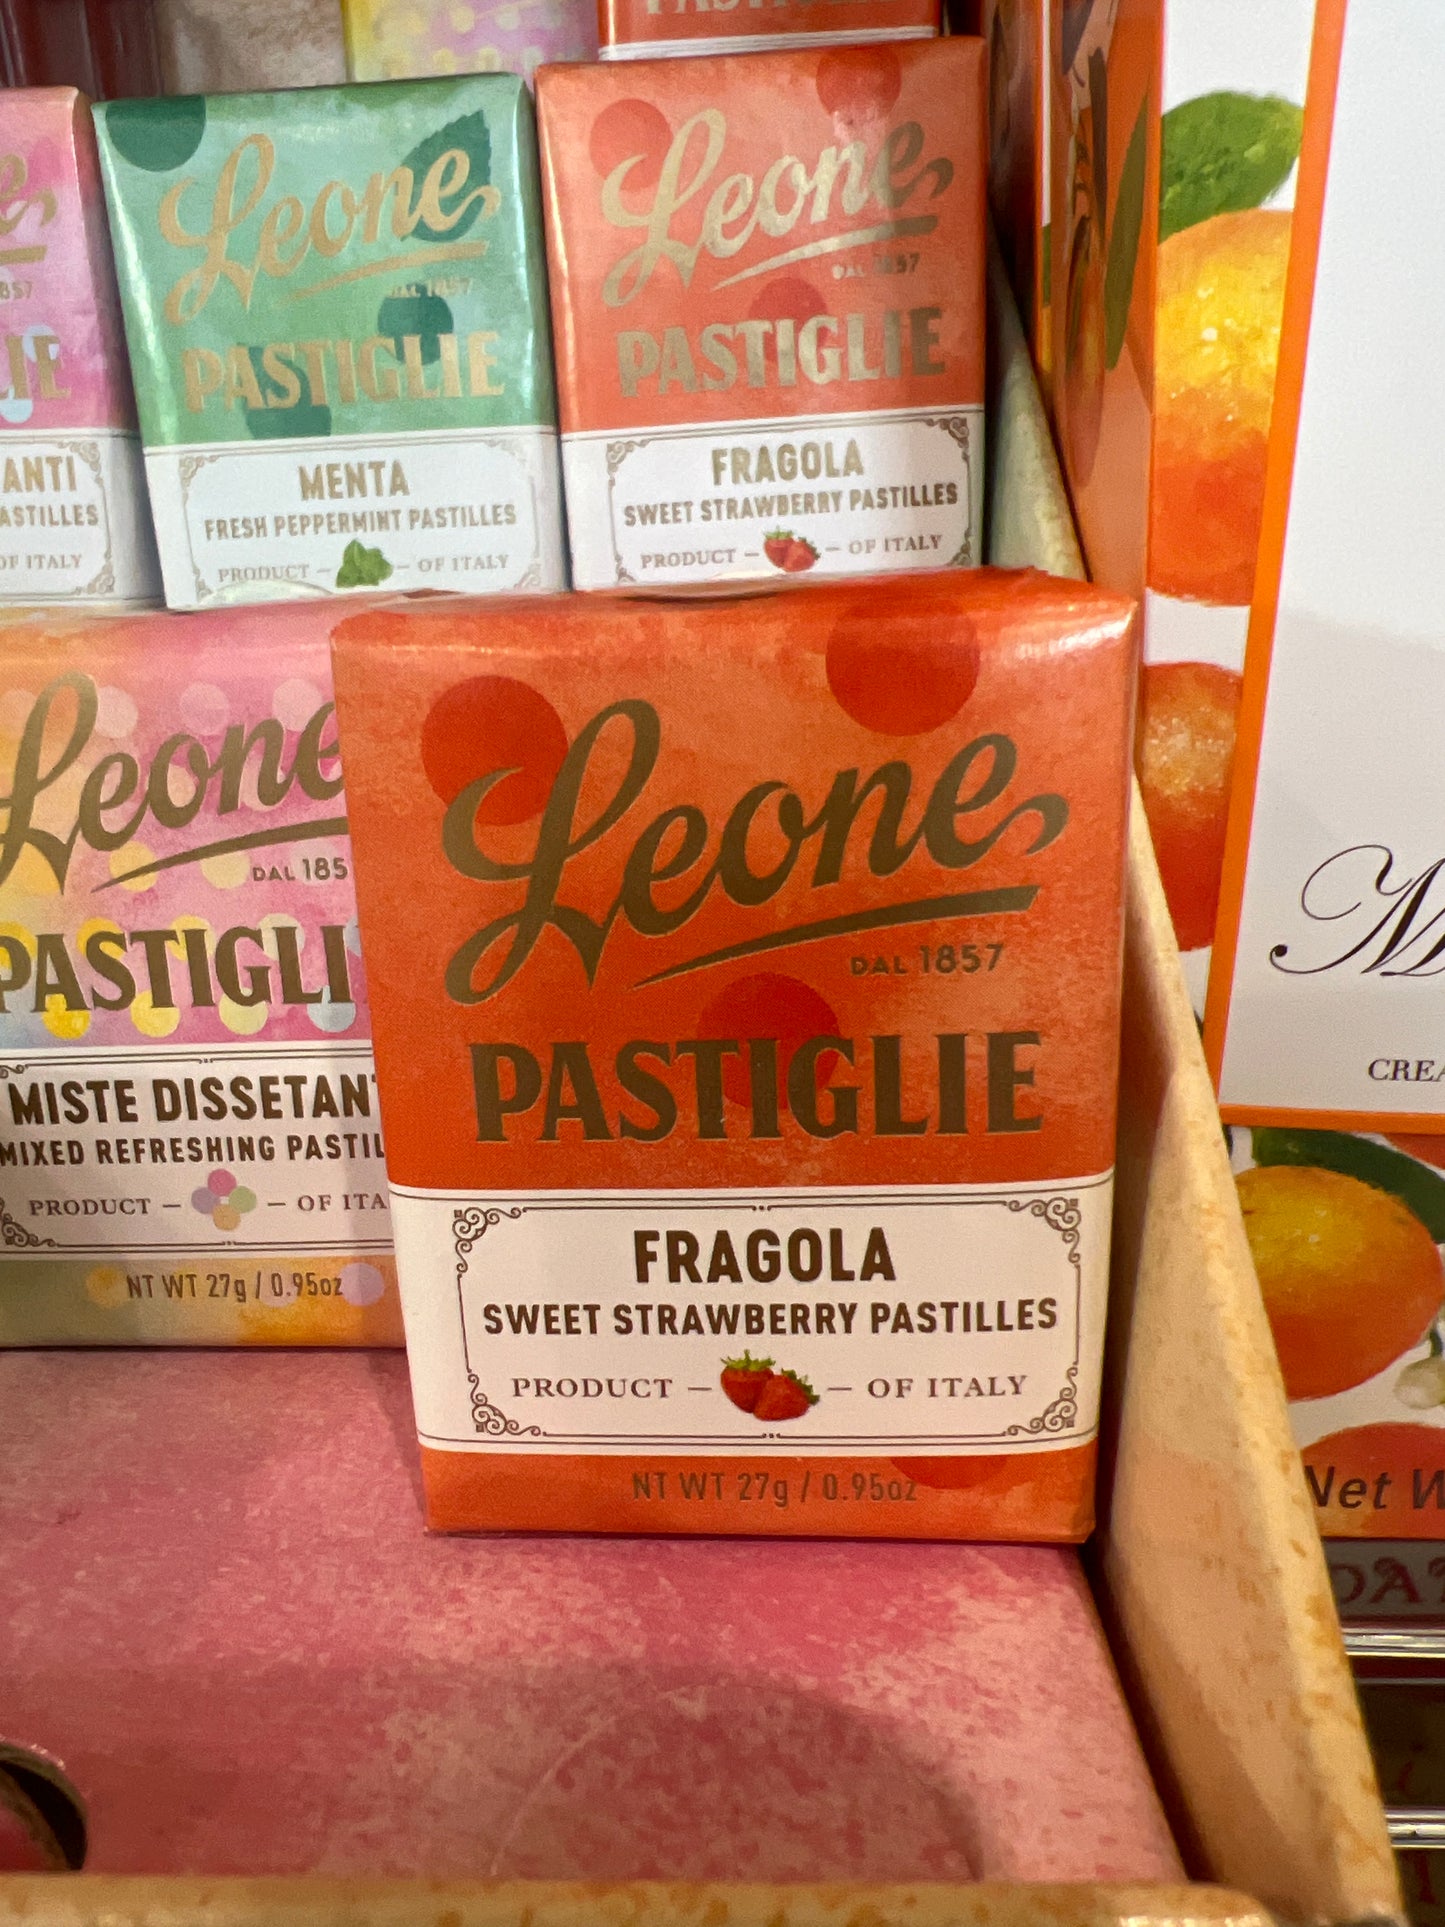 PASTIGLIE
Leone
DAL 1857
PASTIGLIE
MENTA
FRESH PEPPERMINT PASTILLES
PRODUCT — — OF ITALY
Leone
DAL 1857
PASTIGLIE
FRAGOLA
SWEET STRAWBERRY PASTILLES
PRODUCT — — OF ITALY
857
LIE
ANTI
ASTILLES
OF ITALY
Leone
DAL 185
PASTIGLI
MISTE DISSETANT
MIXED REFRESHING PASTIL
PRODUCT — — OF ITA
NT WT 27g / 0.95oz
Leone
DAL 1857
PASTIGLIE
FRAGOLA
SWEET STRAWBERRY PASTILLES
PRODUCT — — OF ITALY
NT WT 27g / 0.95oz
CREA
Net W